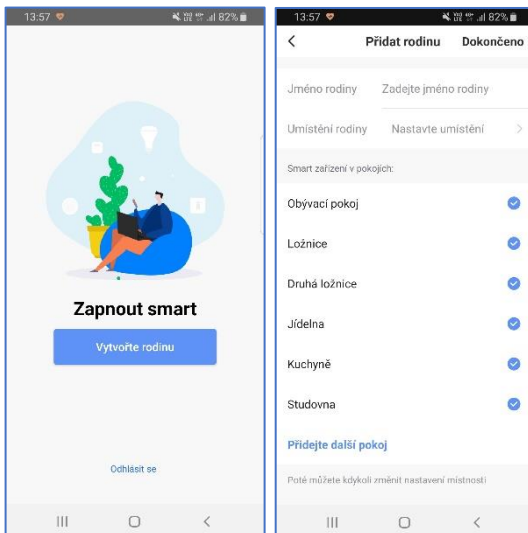 13:57
82%
Zapnout smart
Vytvořte rodinu
Odhlásit se
13:57
82%
Přidat rodinu
Dokončeno
Jméno rodiny
Zadejte jméno rodiny
Umístění rodiny
Nastavte umístění
Smart zařízení v pokojích:
Obývací pokoj
Ložnice
Druhá ložnice
Jídelna
Kuchyně
Studovna
Přidejte další pokoj
Poté můžete kdykoli změnit nastavení místnosti